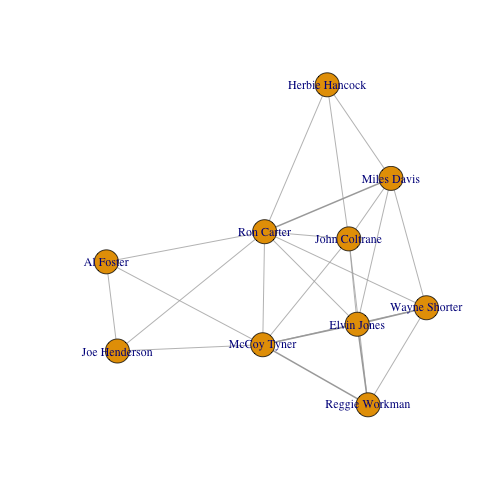 Herbie Hancock
Miles Davis
Ron Carter
John Coltrane
Al Foster
Wayne Shorter
Elvin Jones
McCoy Tyner
Joe Henderson
Reggie Workman